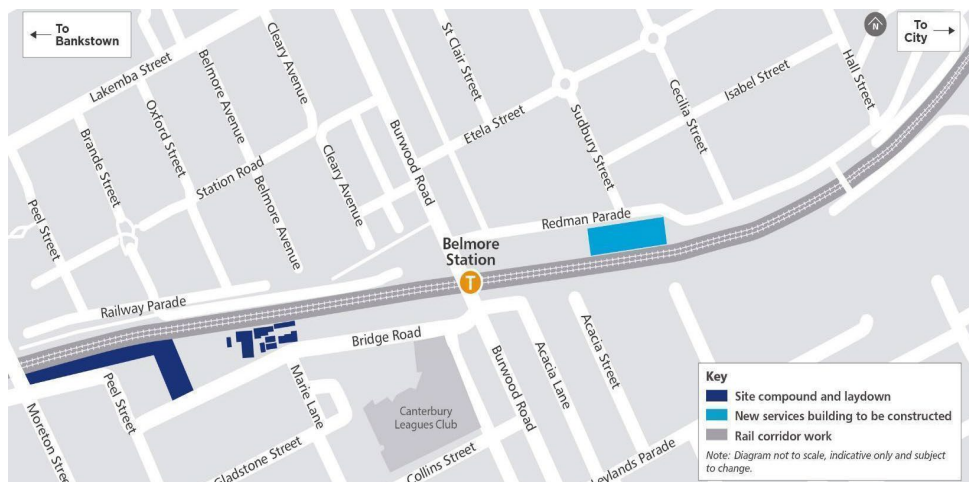 To
Bankstown
To
City
N
Lakemba Street
Brande Street
Oxford Street
Belmore Avenue
Cleary Avenue
St Clair Street
Burwood Road
Etela Street
Sudbury Street
Cecilia Street
Isabel Street
Hall Street
Peel Street
Station Road
Belmore Avenue
Cleary Avenue
Redman Parade
Belmore
Station
T
Railway Parade
Bridge Road
Moreton Street
Peel Street
Marie Lane
Gladstone Street
Canterbury
Leagues Club
Collins Street
Burwood Road
Acacia Lane
Acacia Street
Leylands Parade
Key
Site compound and laydown
New services building to be constructed
Rail corridor work
Note: Diagram not to scale, indicative only and subject
to change.